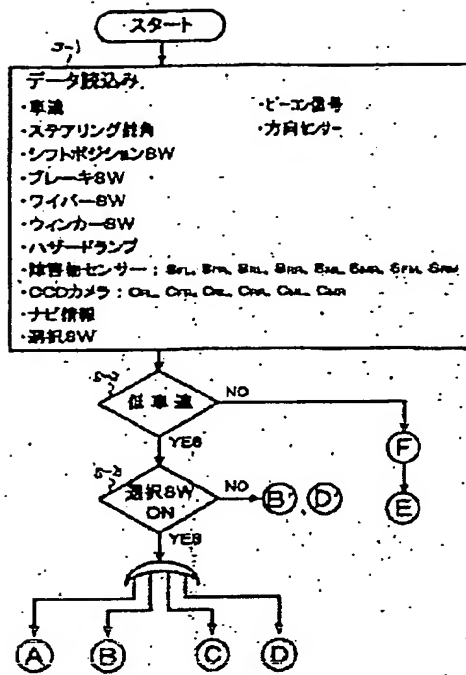 スタート
データ読込み
・車速
・ビーコン信号
・ステアリング舵角
・方向センサー
・シフトポジションSW
・ブレーキSW
・ワイパーSW
・ウィンカーSW
・ハザードランプ
・障害物センサー：
・CCDカメラ：
・ナビ情報
・選択SW
低車速
NO
YES
F
選択SW
ON
NO
B', D'
E
YES
A B C D